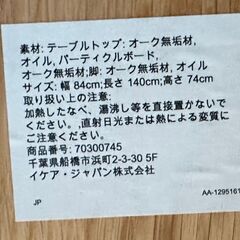 素材: テーブルトップ: オーク無垢材,
オイル, パーティクルボード,
オーク無垢材;脚: オーク無垢材, オイル
サイズ: 幅 84cm;長さ 140cm;高さ 74cm
取り扱い上の注意:
加熱したなべ、湯沸し等を直接置かないで
ください。,直射日光または熱による変質に
ご注意ください。
商品番号: 70300745
千葉県船橋市浜町2-3-30 5F
イケア・ジャパン株式会社
JP
AA-1295161